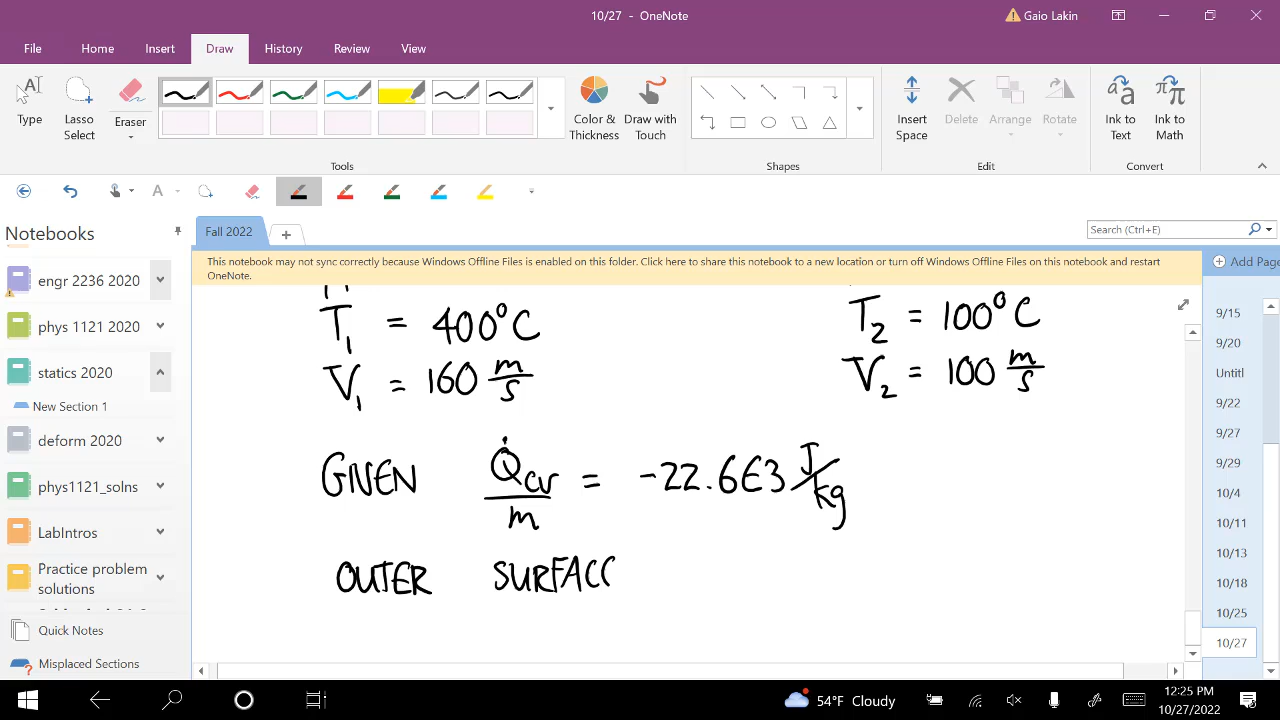 10/27 - OneNote
Gaio Lakin
File Home Insert Draw History Review View
Type
Lasso Select
Eraser
Color & Thickness
Draw with Touch
Insert Space
Delete
Arrange
Rotate
Ink to Text
Ink to Math
Tools
Shapes
Edit
Convert
Notebooks
Fall 2022
Search (Ctrl+E)
This notebook may not sync correctly because Windows Offline Files is enabled on this folder. Click here to share this notebook to a new location or turn off Windows Offline Files on this notebook and restart
OneNote.
Add Page
engr 2236 2020
phys 1121 2020
statics 2020
New Section 1
deform 2020
phys1121_solns
LabIntros
Practice problem
solutions
Quick Notes
Misplaced Sections
T₁ = 400°C
T₂ = 100°C
V₁ = 160 m/s
V₂ = 100 m/s
GIVEN Q̇cv/m = -22.6E3 J/kg
OUTER SURFAC
9/15
9/20
Untitl
9/22
9/27
9/29
10/4
10/11
10/13
10/18
10/25
10/27
54°F Cloudy
12:25 PM
10/27/2022